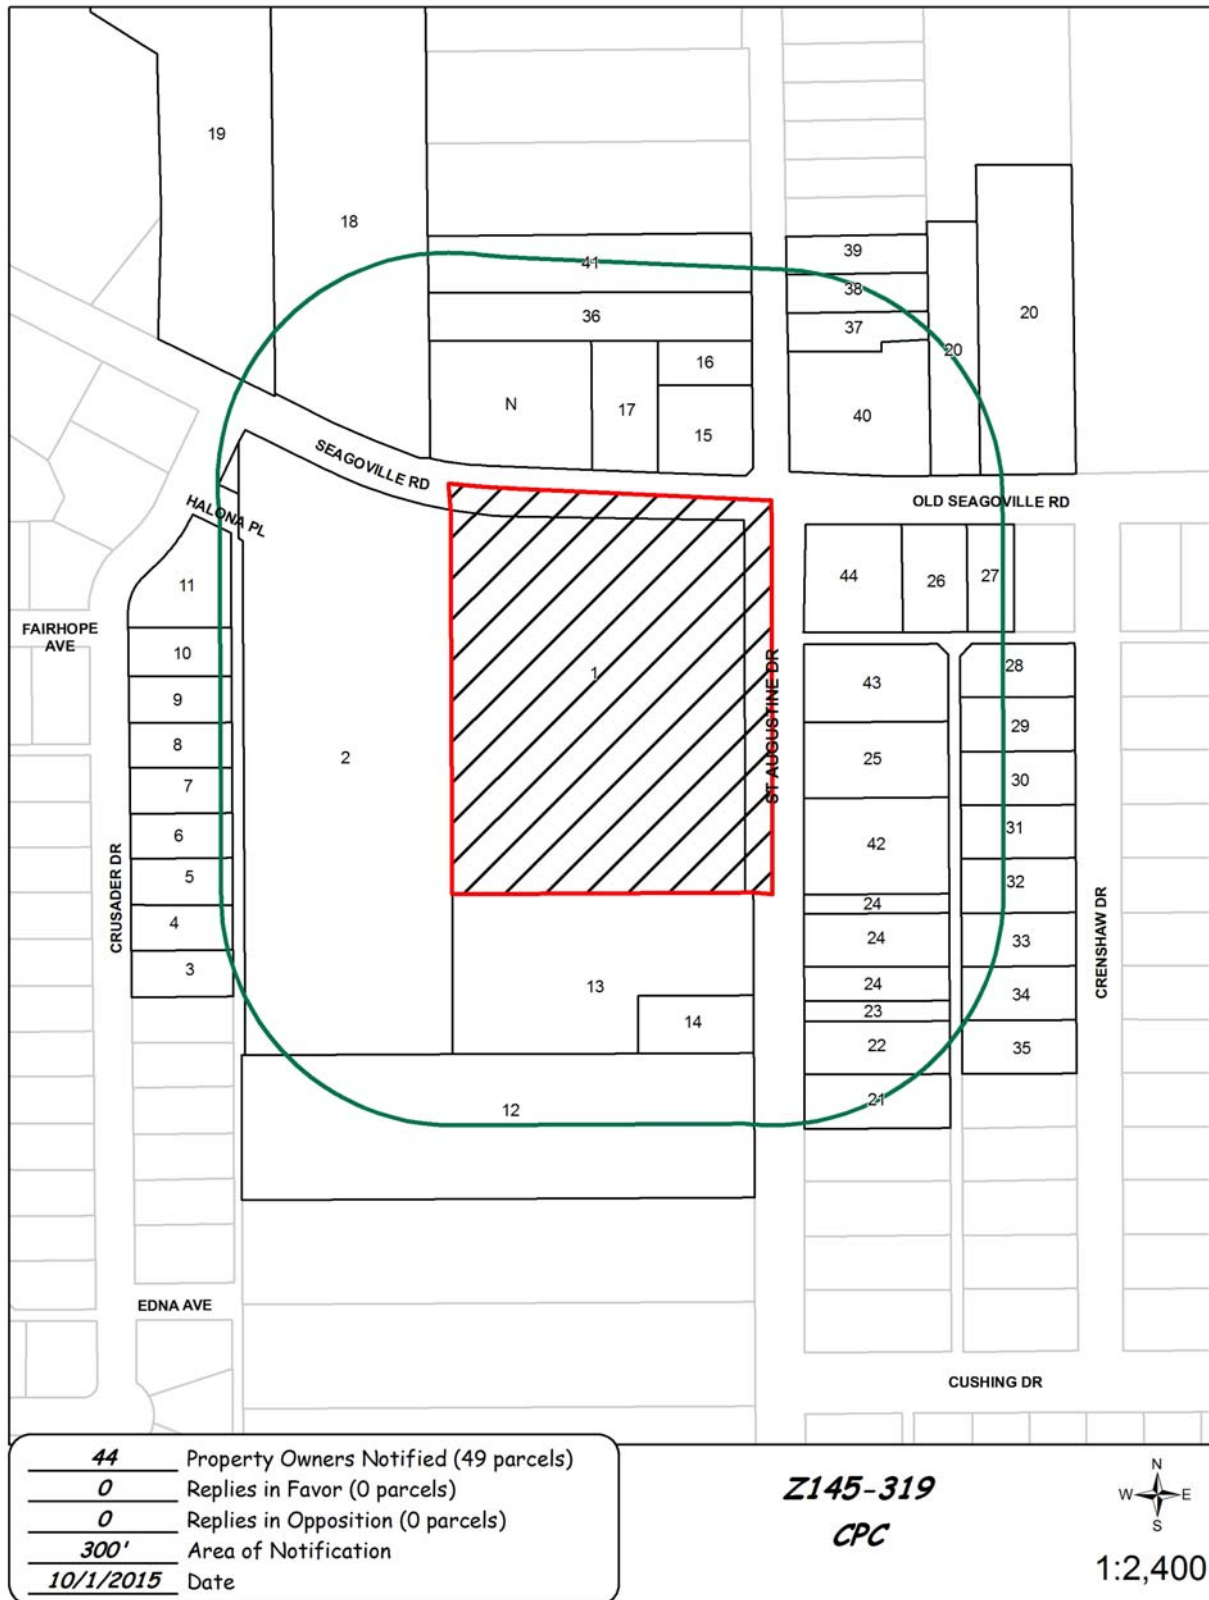 19
18
41
39
38
36
37
20
20
16
N
17
15
40
SEAGOVILLE RD
OLD SEAGOVILLE RD
HALONA PL
11
44
26
27
FAIRHOPE
AVE
10
28
1
43
9
29
8
2
25
30
7
ST AUGUSTINE DR
6
31
42
5
32
CRUSADER DR
24
4
24
33
CRENSHAW DR
3
13
24
34
14
23
22
35
12
21
EDNA AVE
CUSHING DR
44 Property Owners Notified (49 parcels)
0 Replies in Favor (0 parcels)
0 Replies in Opposition (0 parcels)
300' Area of Notification
10/1/2015 Date
Z145-319
CPC
N
W E
S
1:2,400